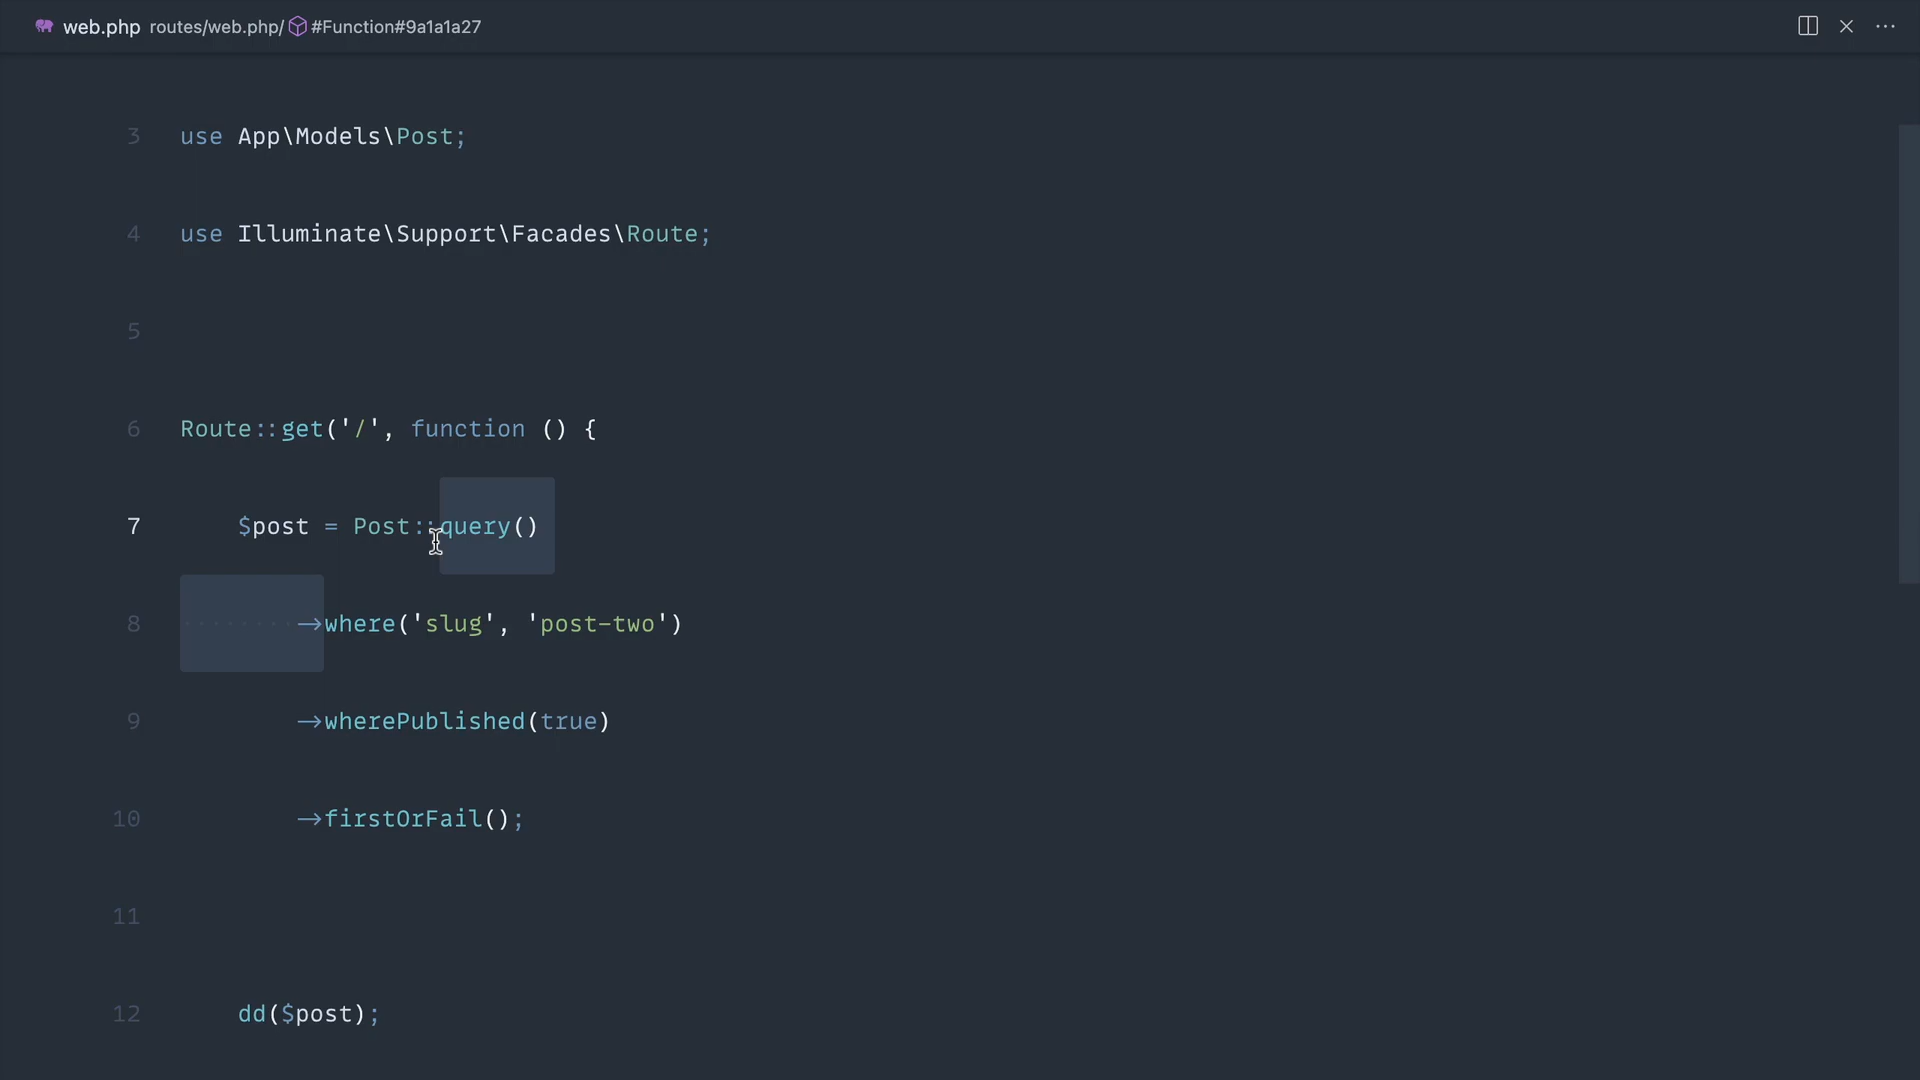 web.php routes/web.php/ #Function#9a1a1a27
3 use App\Models\Post;
4 use Illuminate\Support\Facades\Route;
5
6 Route::get('/', function () {
7 $post = Post::query()
8 ->where('slug', 'post-two')
9 ->wherePublished(true)
10 ->firstOrFail();
11
12 dd($post);